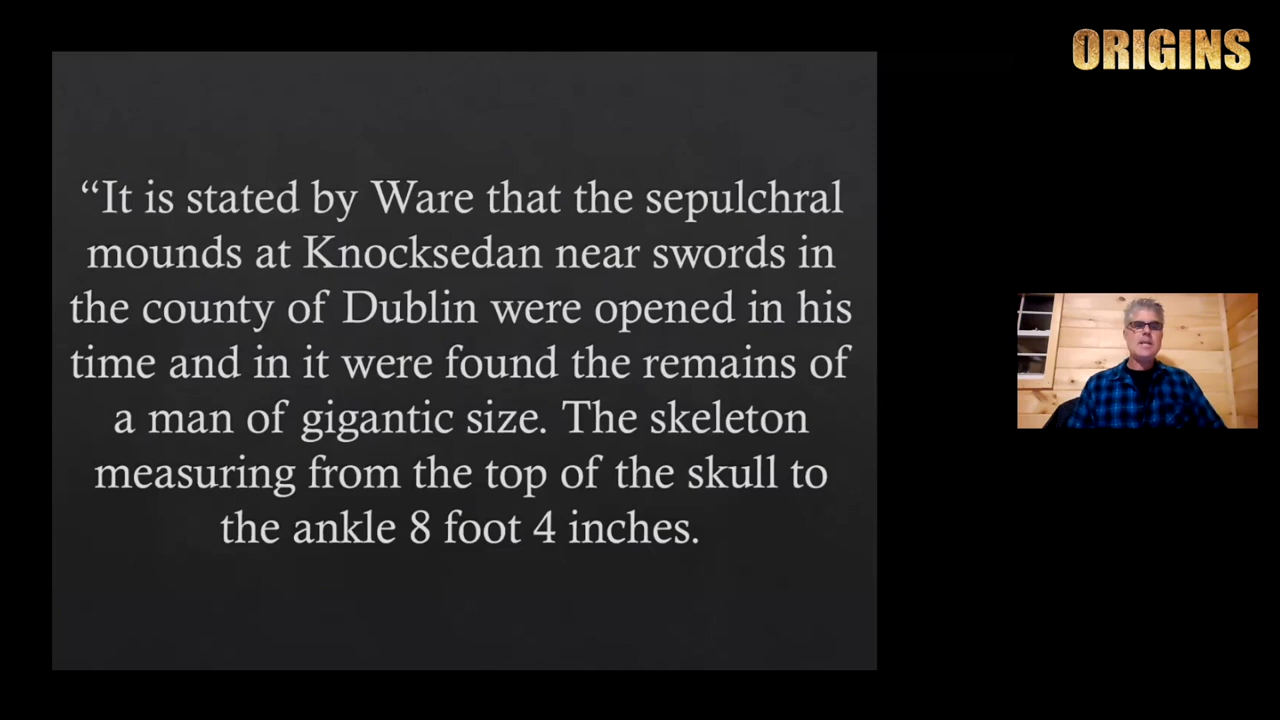 ORIGINS
“It is stated by Ware that the sepulchral
mounds at Knocksedan near swords in
the county of Dublin were opened in his
time and in it were found the remains of
a man of gigantic size. The skeleton
measuring from the top of the skull to
the ankle 8 foot 4 inches.